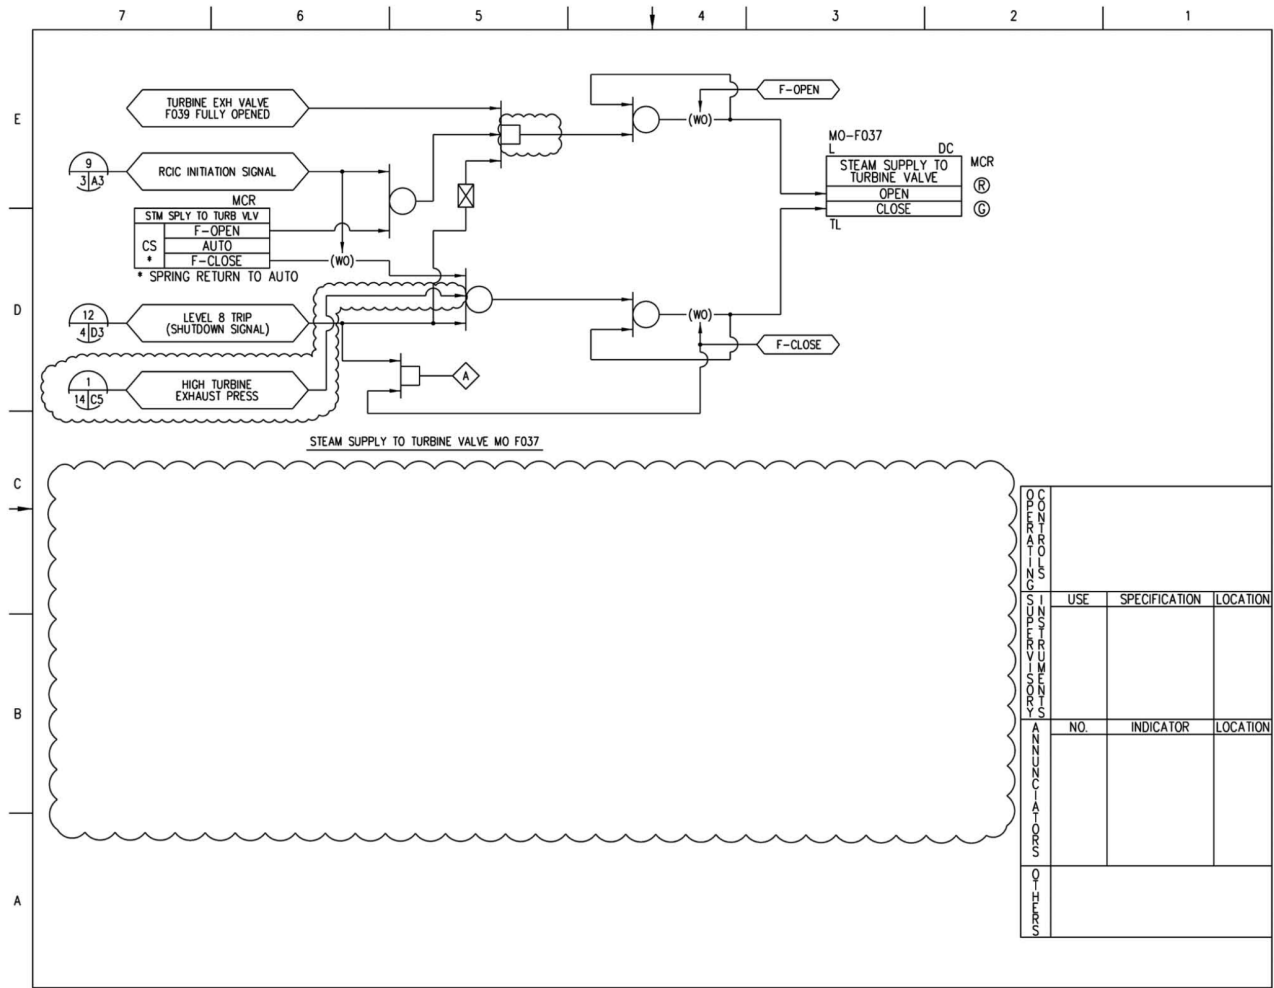 7 6 5 4 3 2 1
E
TURBINE EXH VALVE
F039 FULLY OPENED
F-OPEN
(WO)
MO-F037
L DC
STEAM SUPPLY TO
TURBINE VALVE
MCR
OPEN
R
CLOSE
G
TL
9
3 A3
RCIC INITIATION SIGNAL
MCR
STM SPLY TO TURB VLV
F-OPEN
CS
AUTO
*
F-CLOSE
(WO)
* SPRING RETURN TO AUTO
D
12
4 D3
LEVEL 8 TRIP
(SHUTDOWN SIGNAL)
(WO)
F-CLOSE
1
14 C5
HIGH TURBINE
EXHAUST PRESS
A
STEAM SUPPLY TO TURBINE VALVE MO F037
C
OPERATING
CONTROLS
SUPERVISORY
INSTRUMENTS
USE SPECIFICATION LOCATION
B
ANNUNCIATORS
NO. INDICATOR LOCATION
A
OTHERS